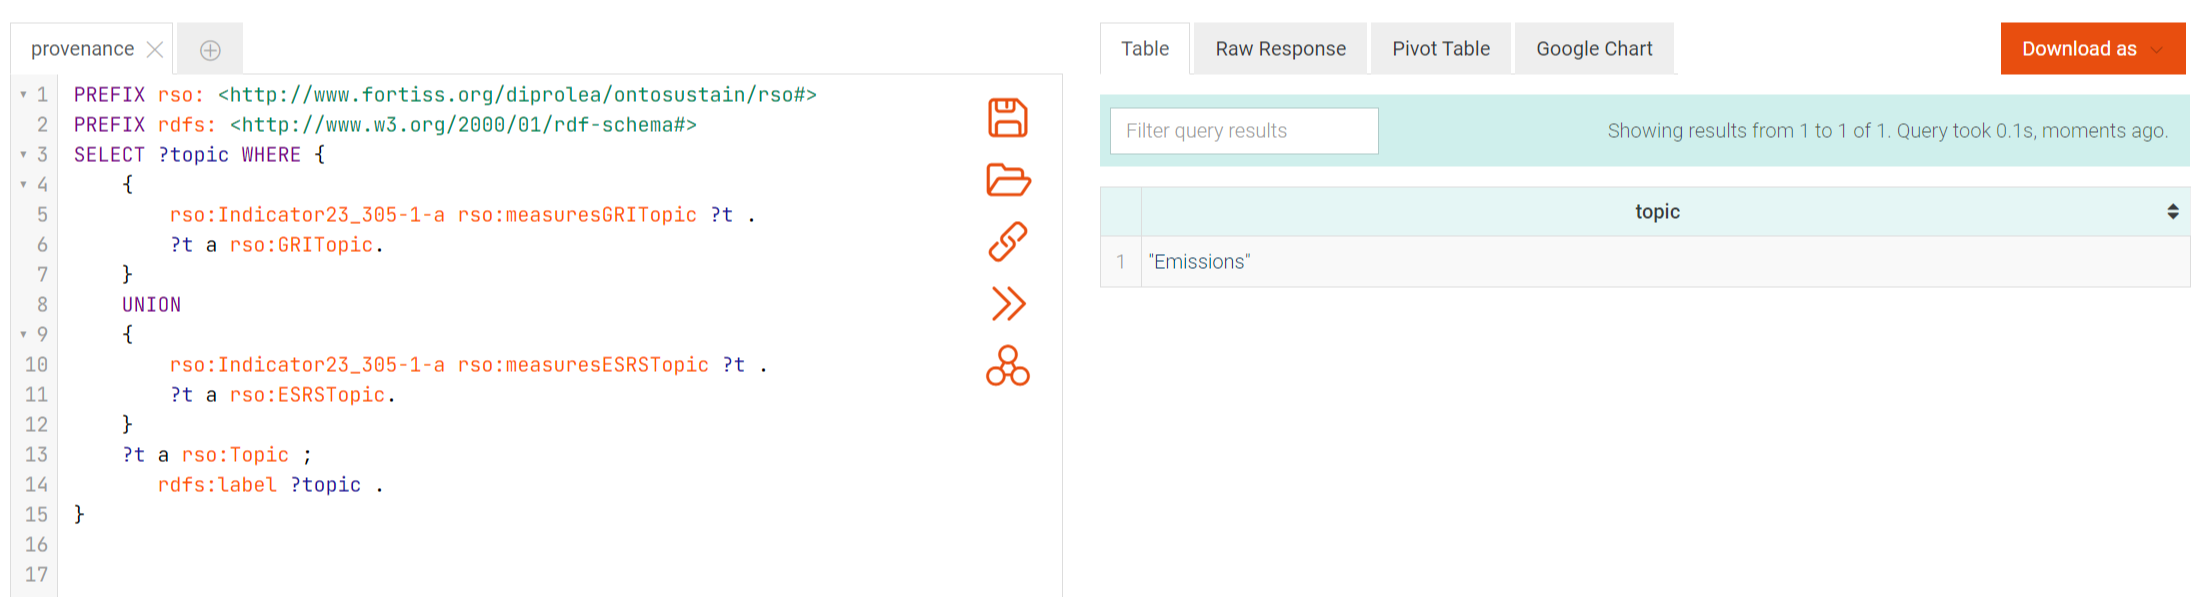 provenance
1 PREFIX rso: <http://www.fortiss.org/diprolea/ontosustain/rso#>
2 PREFIX rdfs: <http://www.w3.org/2000/01/rdf-schema#>
3 SELECT ?topic WHERE {
4 {
5 rso:Indicator23_305-1-a rso:measuresGRITopic ?t .
6 ?t a rso:GRITopic.
7 }
8 UNION
9 {
10 rso:Indicator23_305-1-a rso:measuresESRSTopic ?t .
11 ?t a rso:ESRSTopic.
12 }
13 ?t a rso:Topic ;
14 rdfs:label ?topic .
15 }
16
17
Table Raw Response Pivot Table Google Chart Download as
Filter query results Showing results from 1 to 1 of 1. Query took 0.1s, moments ago.
topic
1 "Emissions"